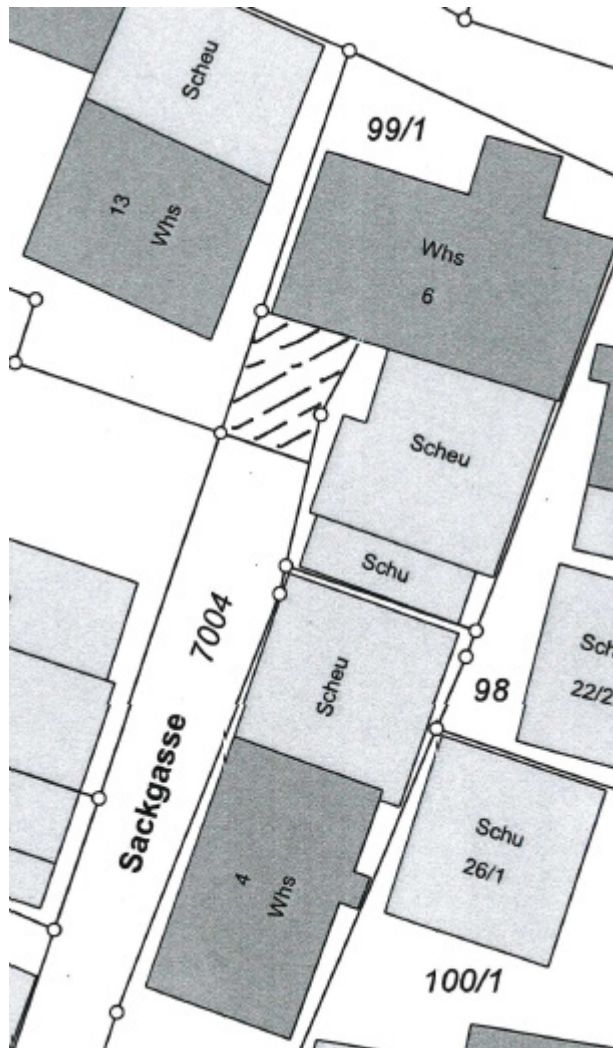 Scheu
99/1
13
Whs
Whs
6
Scheu
Schu
7004
Scheu
98
Sch
22/2
Sackgasse
Schu
26/1
4
Whs
100/1